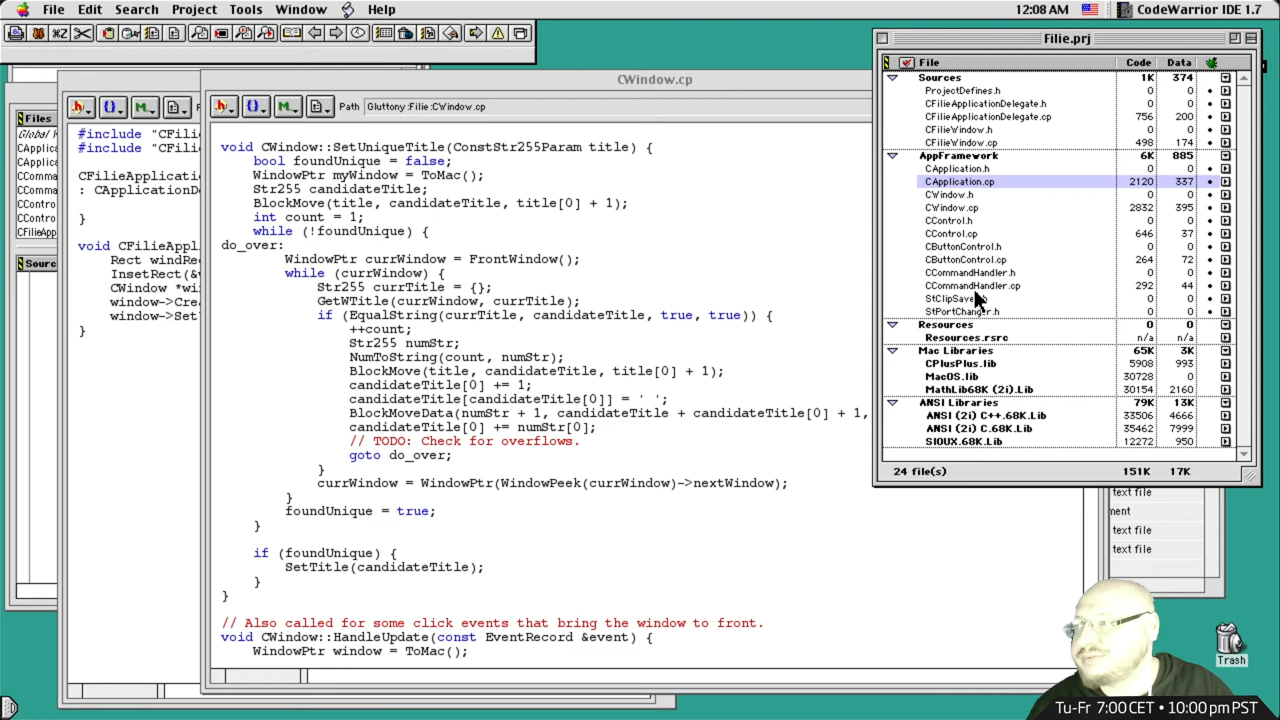 File Edit Search Project Tools Window Help
12:08 AM CodeWarrior IDE 1.7
Files
Global
CApplica
CApplica
CComma
CComma
CContro
CContro
CFilieApp
Sourc
#include "CFili
#include "CFili
CFilieApplicati
: CApplicationD
}
void CFilieAppl
Rect windRe
InsetRect(&
CWindow *wi
window->Cre
window->Set
}
CWindow.cp
Path Gluttony:Filie:CWindow.cp
void CWindow::SetUniqueTitle(ConstStr255Param title) {
bool foundUnique = false;
WindowPtr myWindow = ToMac();
Str255 candidateTitle;
BlockMove(title, candidateTitle, title[0] + 1);
int count = 1;
while (!foundUnique) {
do_over:
WindowPtr currWindow = FrontWindow();
while (currWindow) {
Str255 currTitle = {};
GetWTitle(currWindow, currTitle);
if (EqualString(currTitle, candidateTitle, true, true)) {
++count;
Str255 numStr;
NumToString(count, numStr);
BlockMove(title, candidateTitle, title[0] + 1);
candidateTitle[0] += 1;
candidateTitle[candidateTitle[0]] = ' ';
BlockMoveData(numStr + 1, candidateTitle + candidateTitle[0] + 1,
candidateTitle[0] += numStr[0];
// TODO: Check for overflows.
goto do_over;
}
currWindow = WindowPtr(WindowPeek(currWindow)->nextWindow);
}
foundUnique = true;
}
if (foundUnique) {
SetTitle(candidateTitle);
}
}
// Also called for some click events that bring the window to front.
void CWindow::HandleUpdate(const EventRecord &event) {
WindowPtr window = ToMac();
Filie.prj
File Code Data
Sources 1K 374
ProjectDefines.h 0 0
CFilieApplicationDelegate.h 0 0
CFilieApplicationDelegate.cp 756 200
CFilieWindow.h 0 0
CFilieWindow.cp 498 174
AppFramework 6K 885
CApplication.h 0 0
CApplication.cp 2120 337
CWindow.h 0 0
CWindow.cp 2832 395
CControl.h 0 0
CControl.cp 646 37
CButtonControl.h 0 0
CButtonControl.cp 264 72
CCommandHandler.h 0 0
CCommandHandler.cp 292 44
StClipSave 0 0
StPortChanger.h 0 0
Resources 0 0
Resources.rsrc n/a n/a
Mac Libraries 65K 3K
CPlusPlus.lib 5908 993
MacOS.lib 30728 0
MathLib68K (2i).Lib 30154 2160
ANSI Libraries 79K 13K
ANSI (2i) C++.68K.Lib 33506 4666
ANSI (2i) C.68K.Lib 35462 7999
SIOUX.68K.Lib 12272 950
24 file(s) 151K 17K
text file
ment
text file
text file
Trash
Tu-Fr 7:00CET • 10:00pmPST